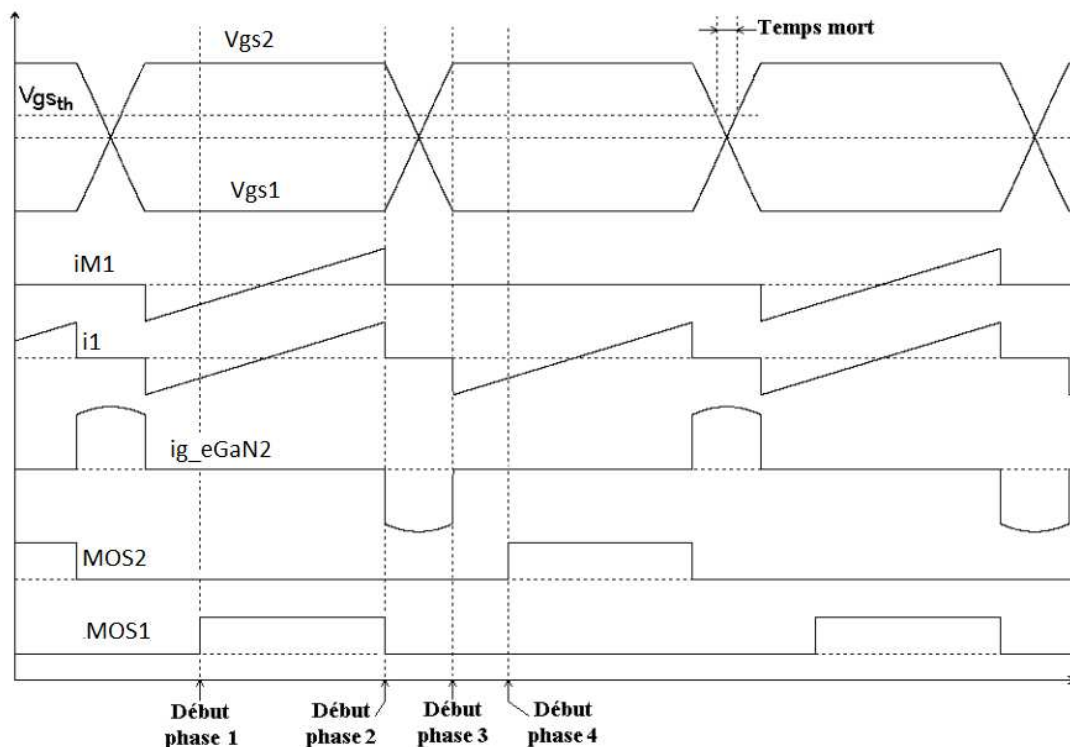 Temps mort
Vgs2
Vgsth
Vgs1
iM1
i1
ig_eGaN2
MOS2
.MOS1
Début
phase 1
Début
phase 2
Début
phase 3
Début
phase 4